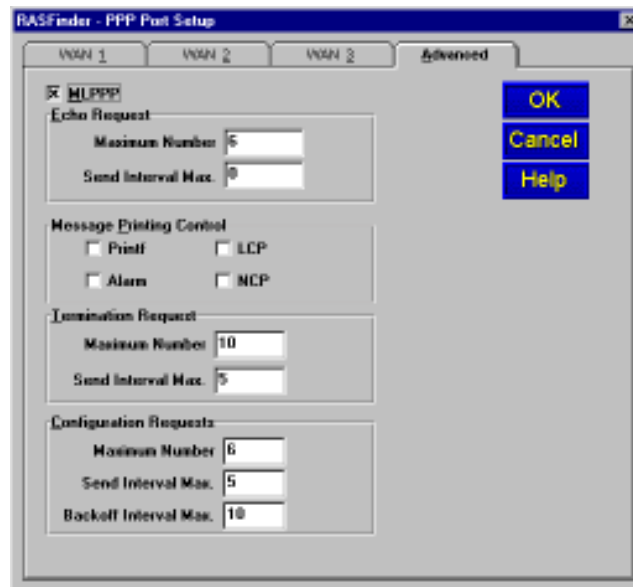 RASFinder - PPP Port Setup
WAN 1 WAN 2 WAN 3 Advanced
MLPPP
Echo Request
Maximum Number 6
Send Interval Max. 0
OK
Cancel
Help
Message Printing Control
Printf LCP
Alarm NCP
Termination Request
Maximum Number 10
Send Interval Max. 5
Configuration Requests
Maximum Number 6
Send Interval Max. 5
Backoff Interval Max. 10